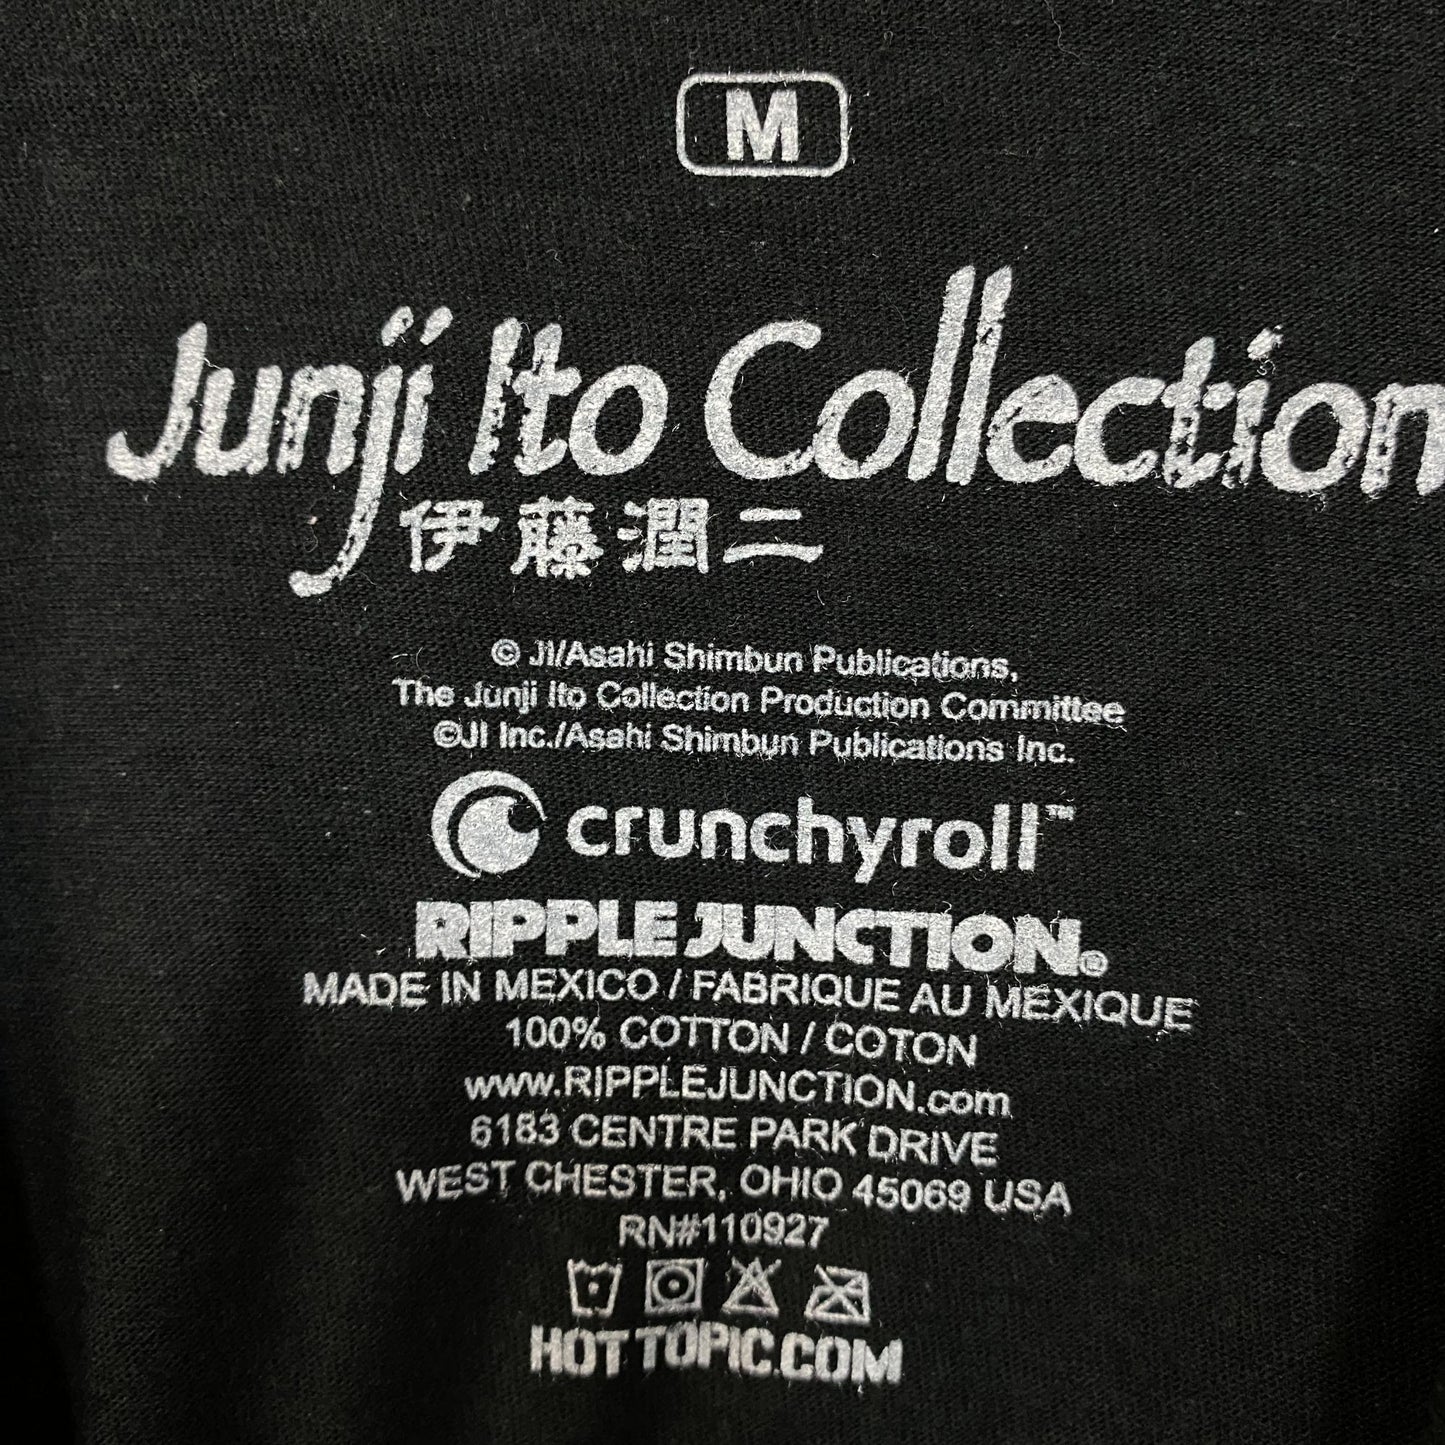 M
Junji Ito Collection
伊藤潤二
© JI/Asahi Shimbun Publications,
The Junji Ito Collection Production Committee
©JI Inc./Asahi Shimbun Publications Inc.
crunchyroll™
RIPPLE JUNCTION®
MADE IN MEXICO / FABRIQUE AU MEXIQUE
100% COTTON / COTON
www.RIPPLEJUNCTION.com
6183 CENTRE PARK DRIVE
WEST CHESTER, OHIO 45069 USA
RN#110927
HOT TOPIC.COM